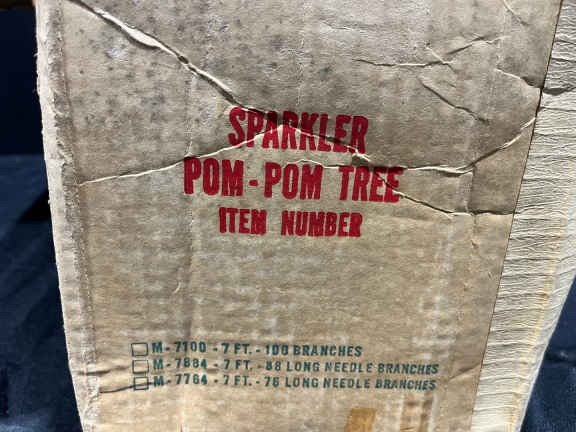 SPARKLER
POM-POM TREE
ITEM NUMBER
M-7100 - 7 FT. - 100 BRANCHES
M-7884 - 7 FT. - 88 LONG NEEDLE BRANCHES
M-7764 - 7 FT. - 76 LONG NEEDLE BRANCHES